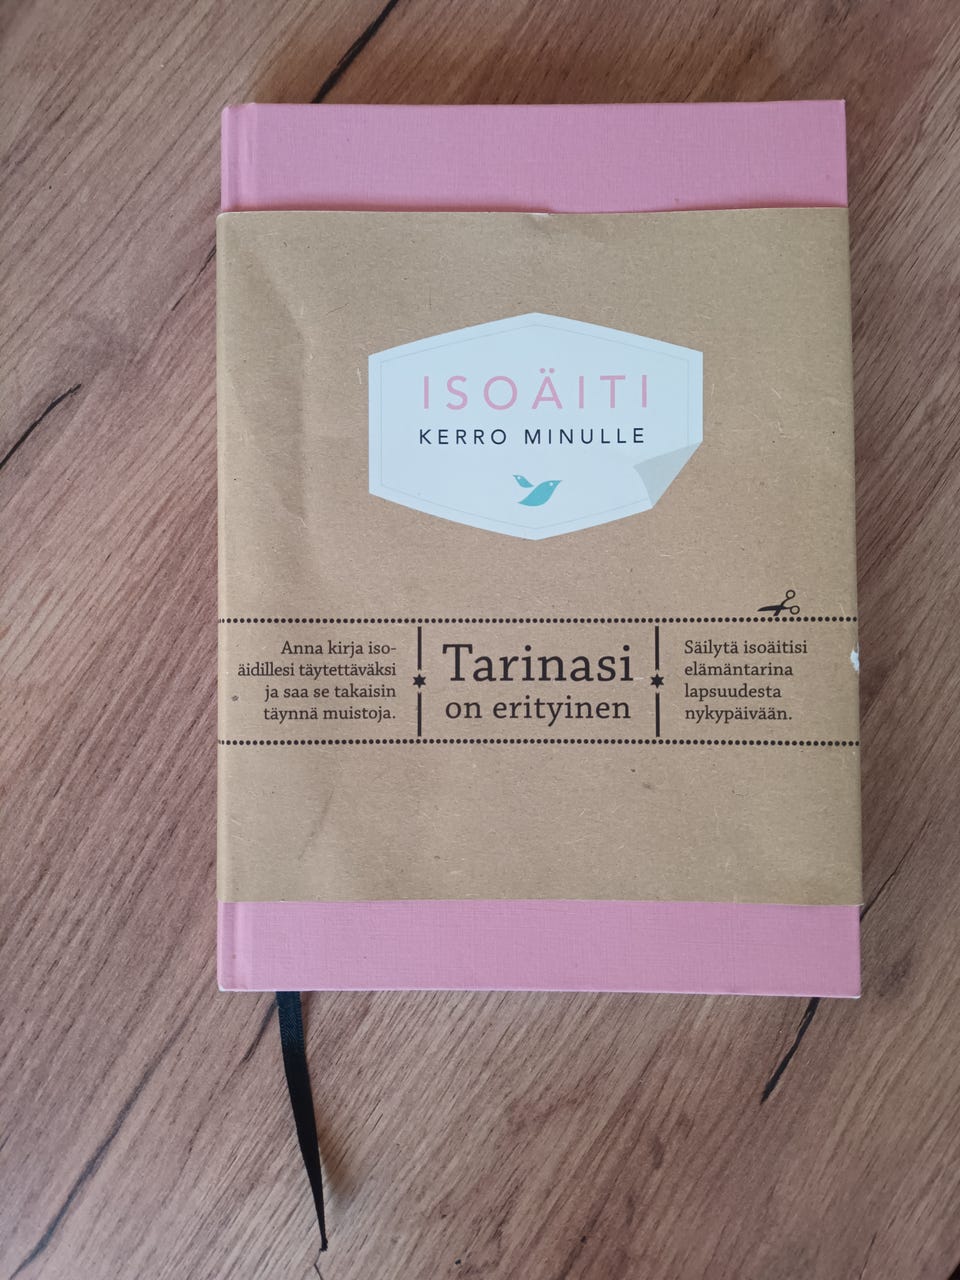 ISOÄITI
KERRO MINULLE
Anna kirja iso-
äidillesi täytettäväksi
ja saa se takaisin
täynnä muistoja.
Tarinasi
on erityinen
Säilytä isoäitisi
elämäntarina
lapsuudesta
nykypäivään.